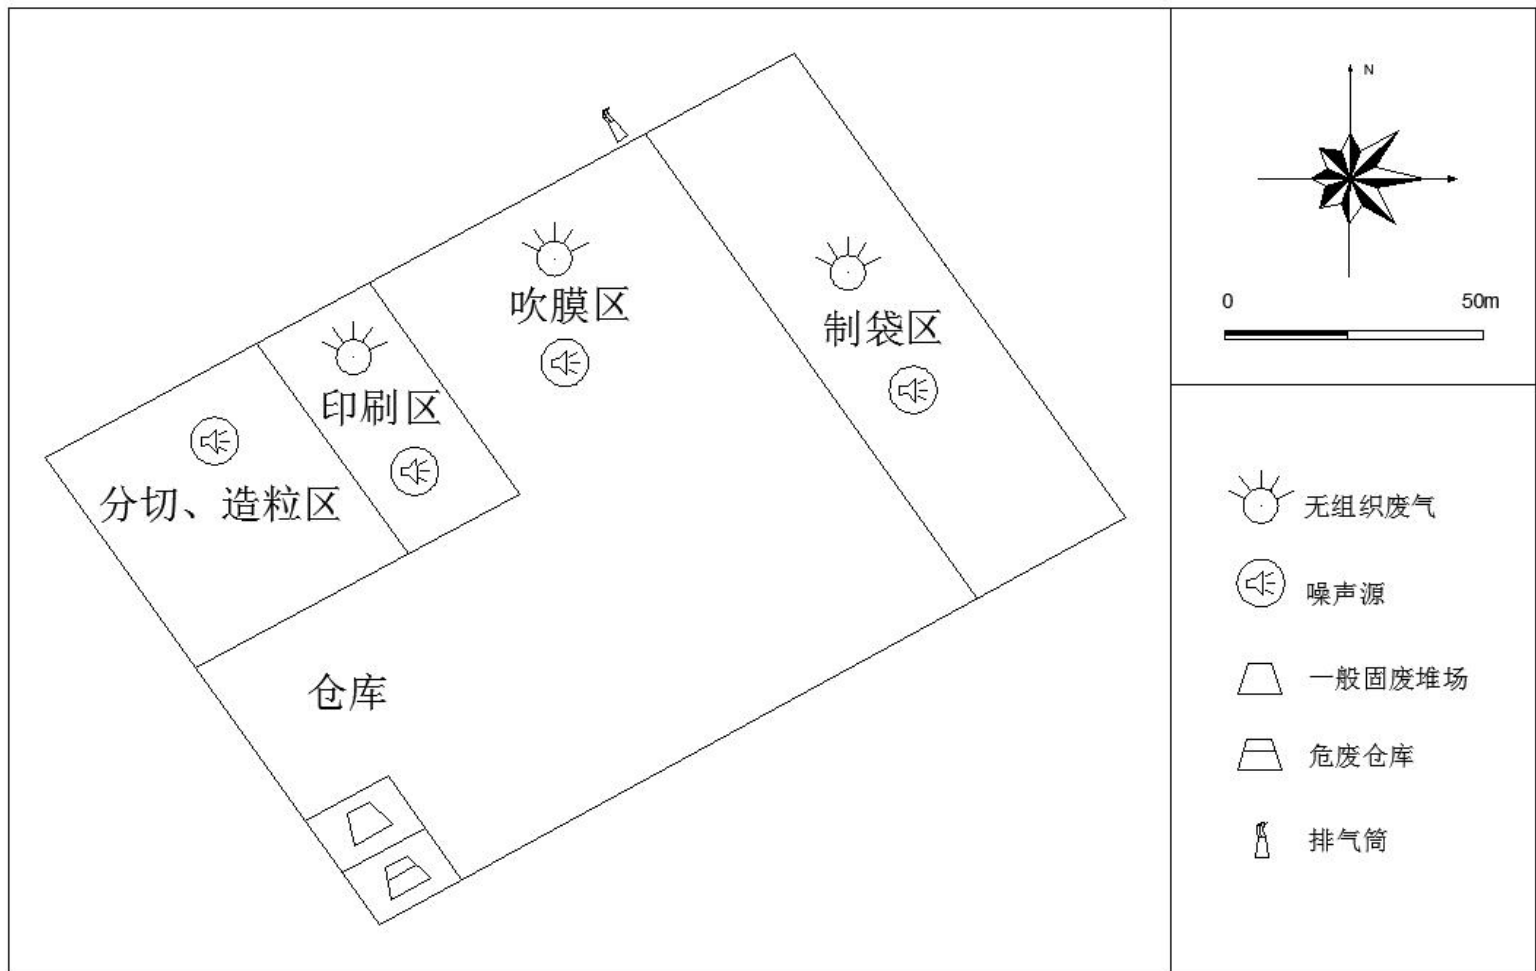 N
0 50m
吹膜区
制袋区
印刷区
分切、造粒区
仓库
无组织废气
噪声源
一般固废堆场
危废仓库
排气筒